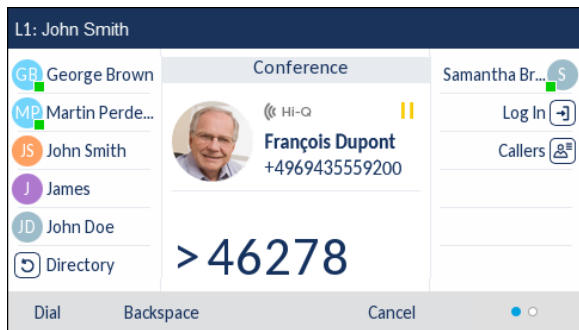 L1: John Smith
GB George Brown
MP Martin Perde...
JS John Smith
J James
JD John Doe
Directory
Conference
Hi-Q
François Dupont
+4969435559200
>46278
Samantha Br... S
Log In
Callers
Dial
Backspace
Cancel